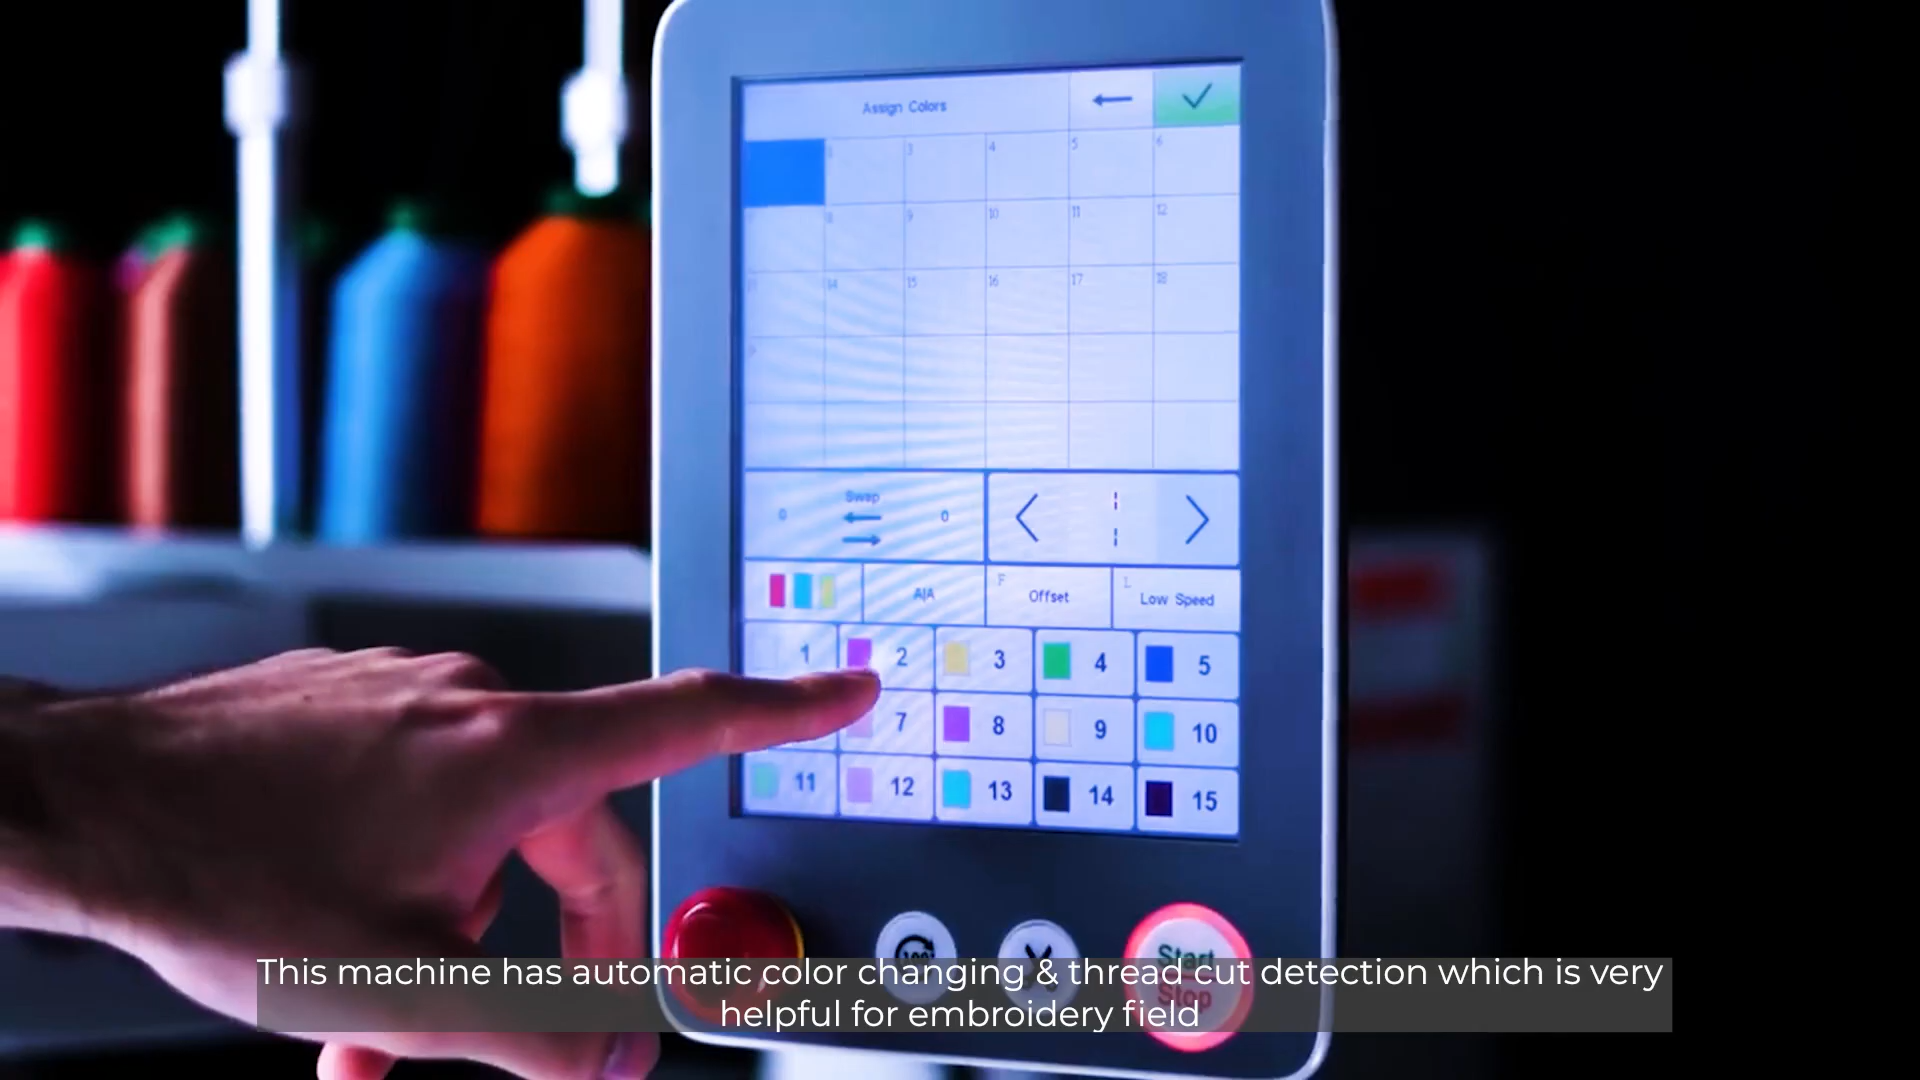 Assign Colors
3 4 5 6
8 9 10 11 12
14 15 16 17 18
Swap
0 0
A|A
F Offset
L Low Speed
1 2 3 4 5
7 8 9 10
11 12 13 14 15
100°
Start
Stop
This machine has automatic color changing & thread cut detection which is very
helpful for embroidery field